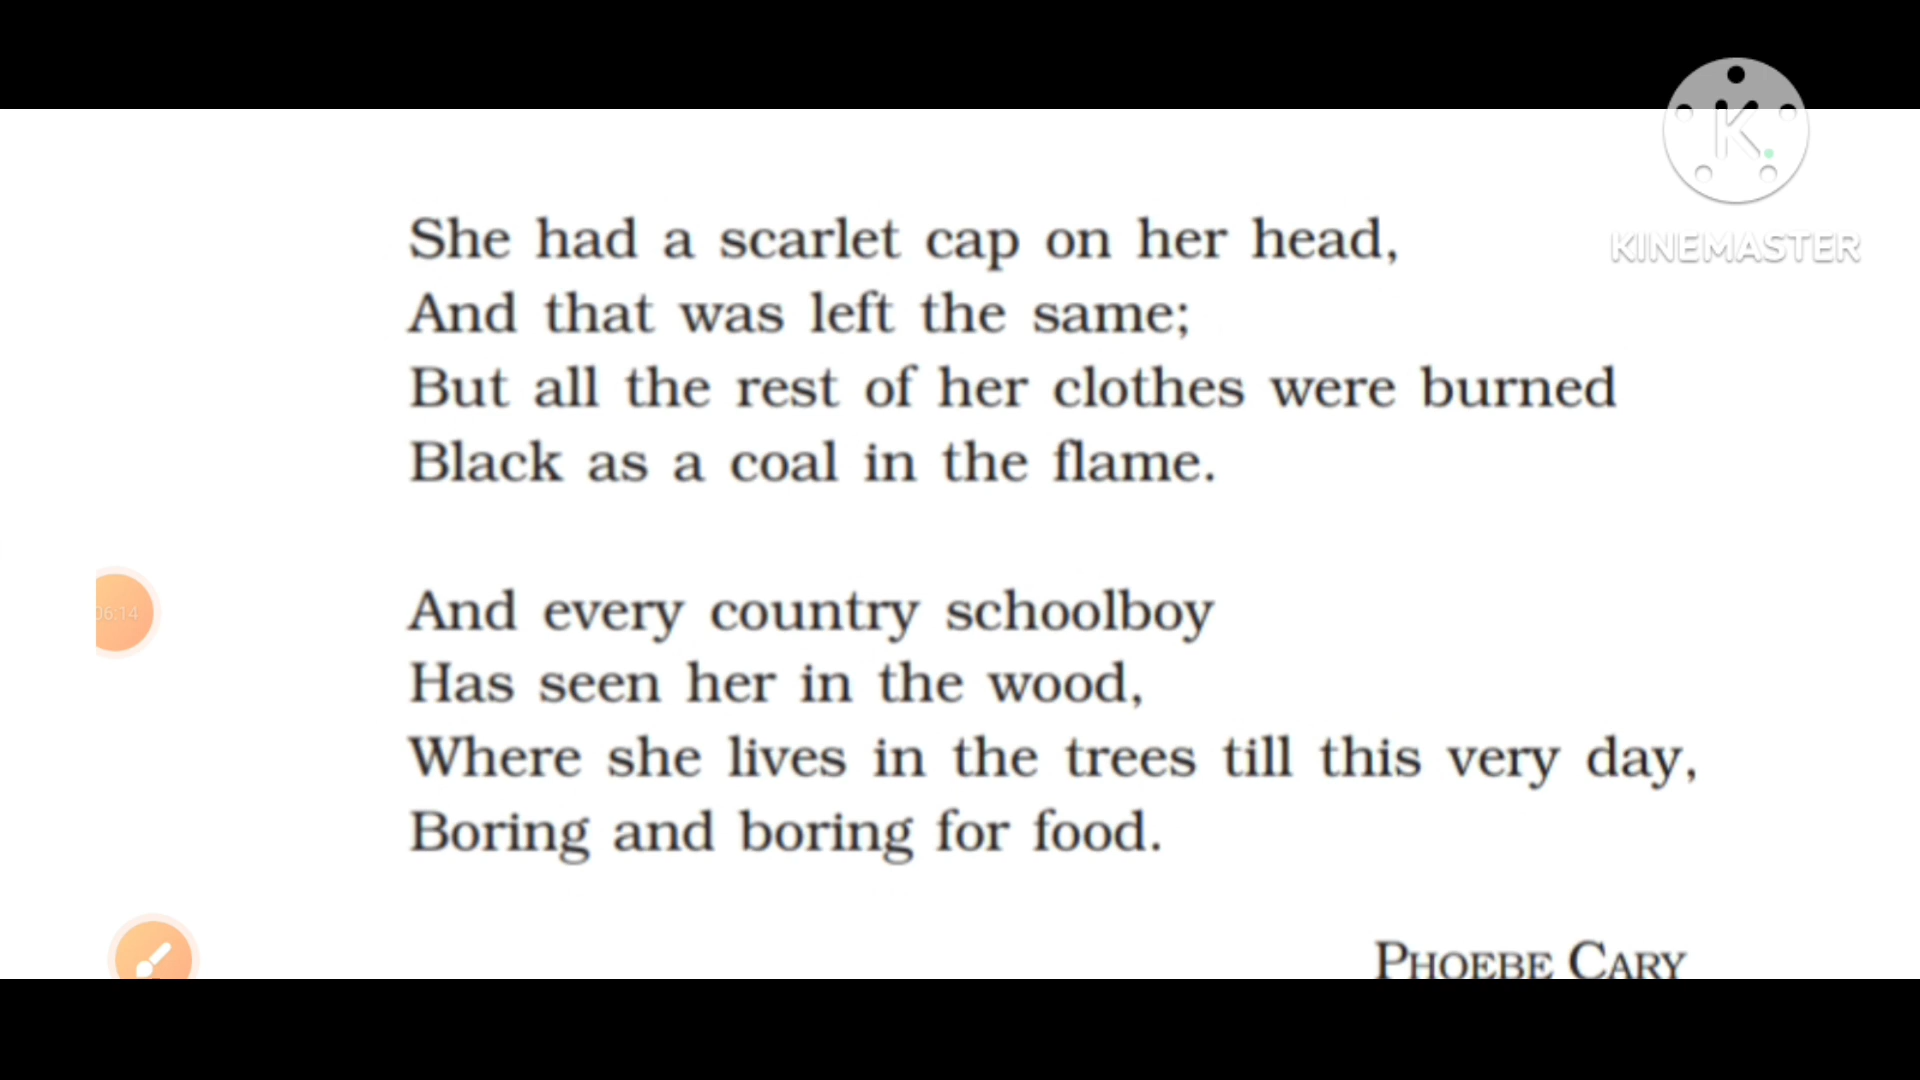 K.
KINEMASTER
She had a scarlet cap on her head,
And that was left the same;
But all the rest of her clothes were burned
Black as a coal in the flame.
And every country schoolboy
Has seen her in the wood,
Where she lives in the trees till this very day,
Boring and boring for food.
06:14
PHOEBE CARY